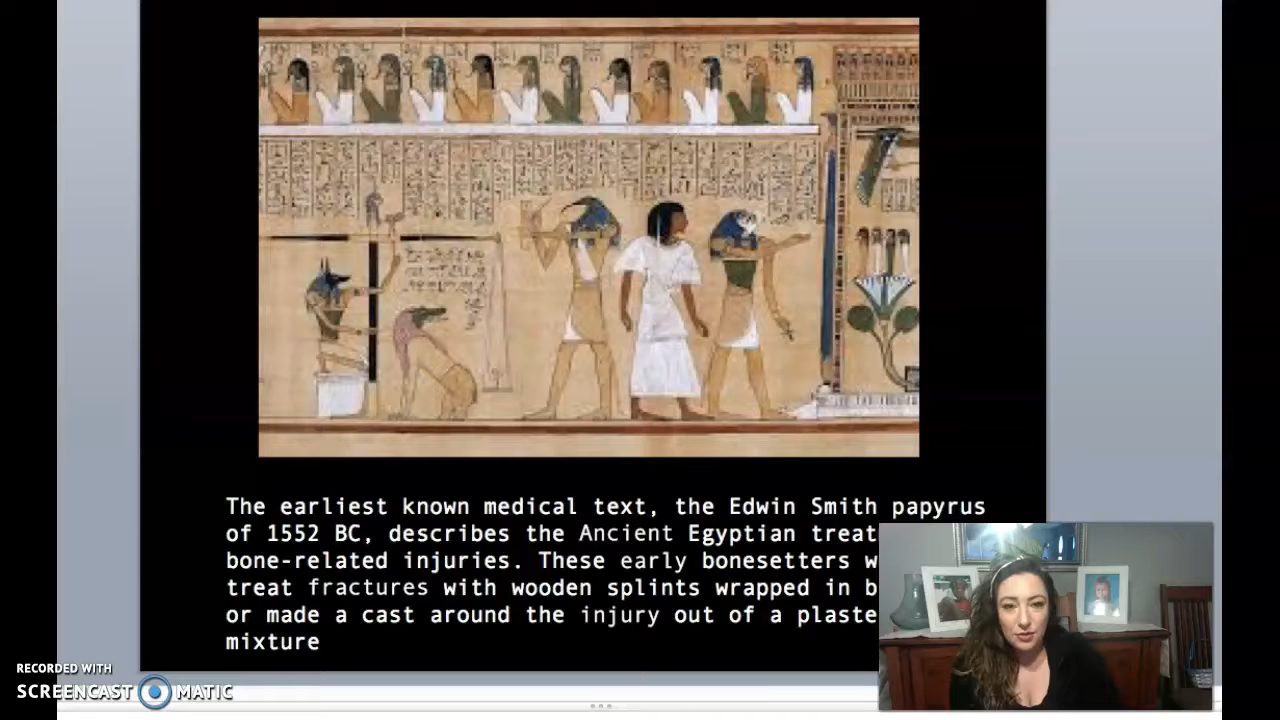 The earliest known medical text, the Edwin Smith papyrus
of 1552 BC, describes the Ancient Egyptian treat
bone-related injuries. These early bonesetters w
treat fractures with wooden splints wrapped in b
or made a cast around the injury out of a plaste
mixture
RECORDED WITH
SCREENCAST MATIC